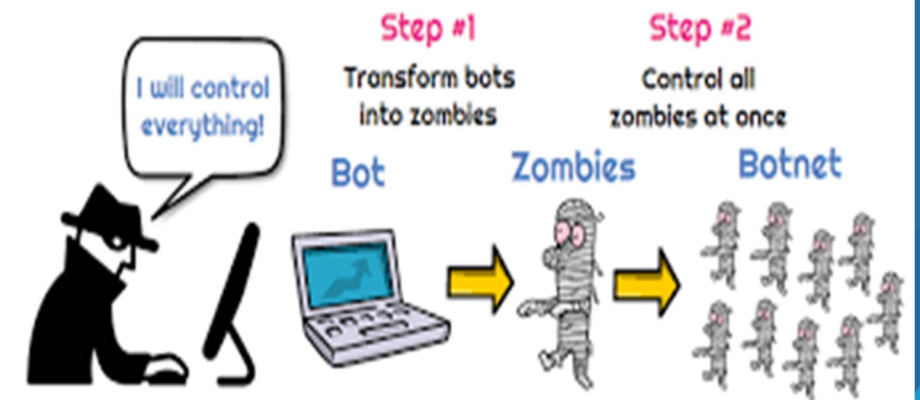 I will control
everything!
Step #1
Transform bots
into zombies
Step #2
Control all
zombies at once
Bot
Zombies
Botnet